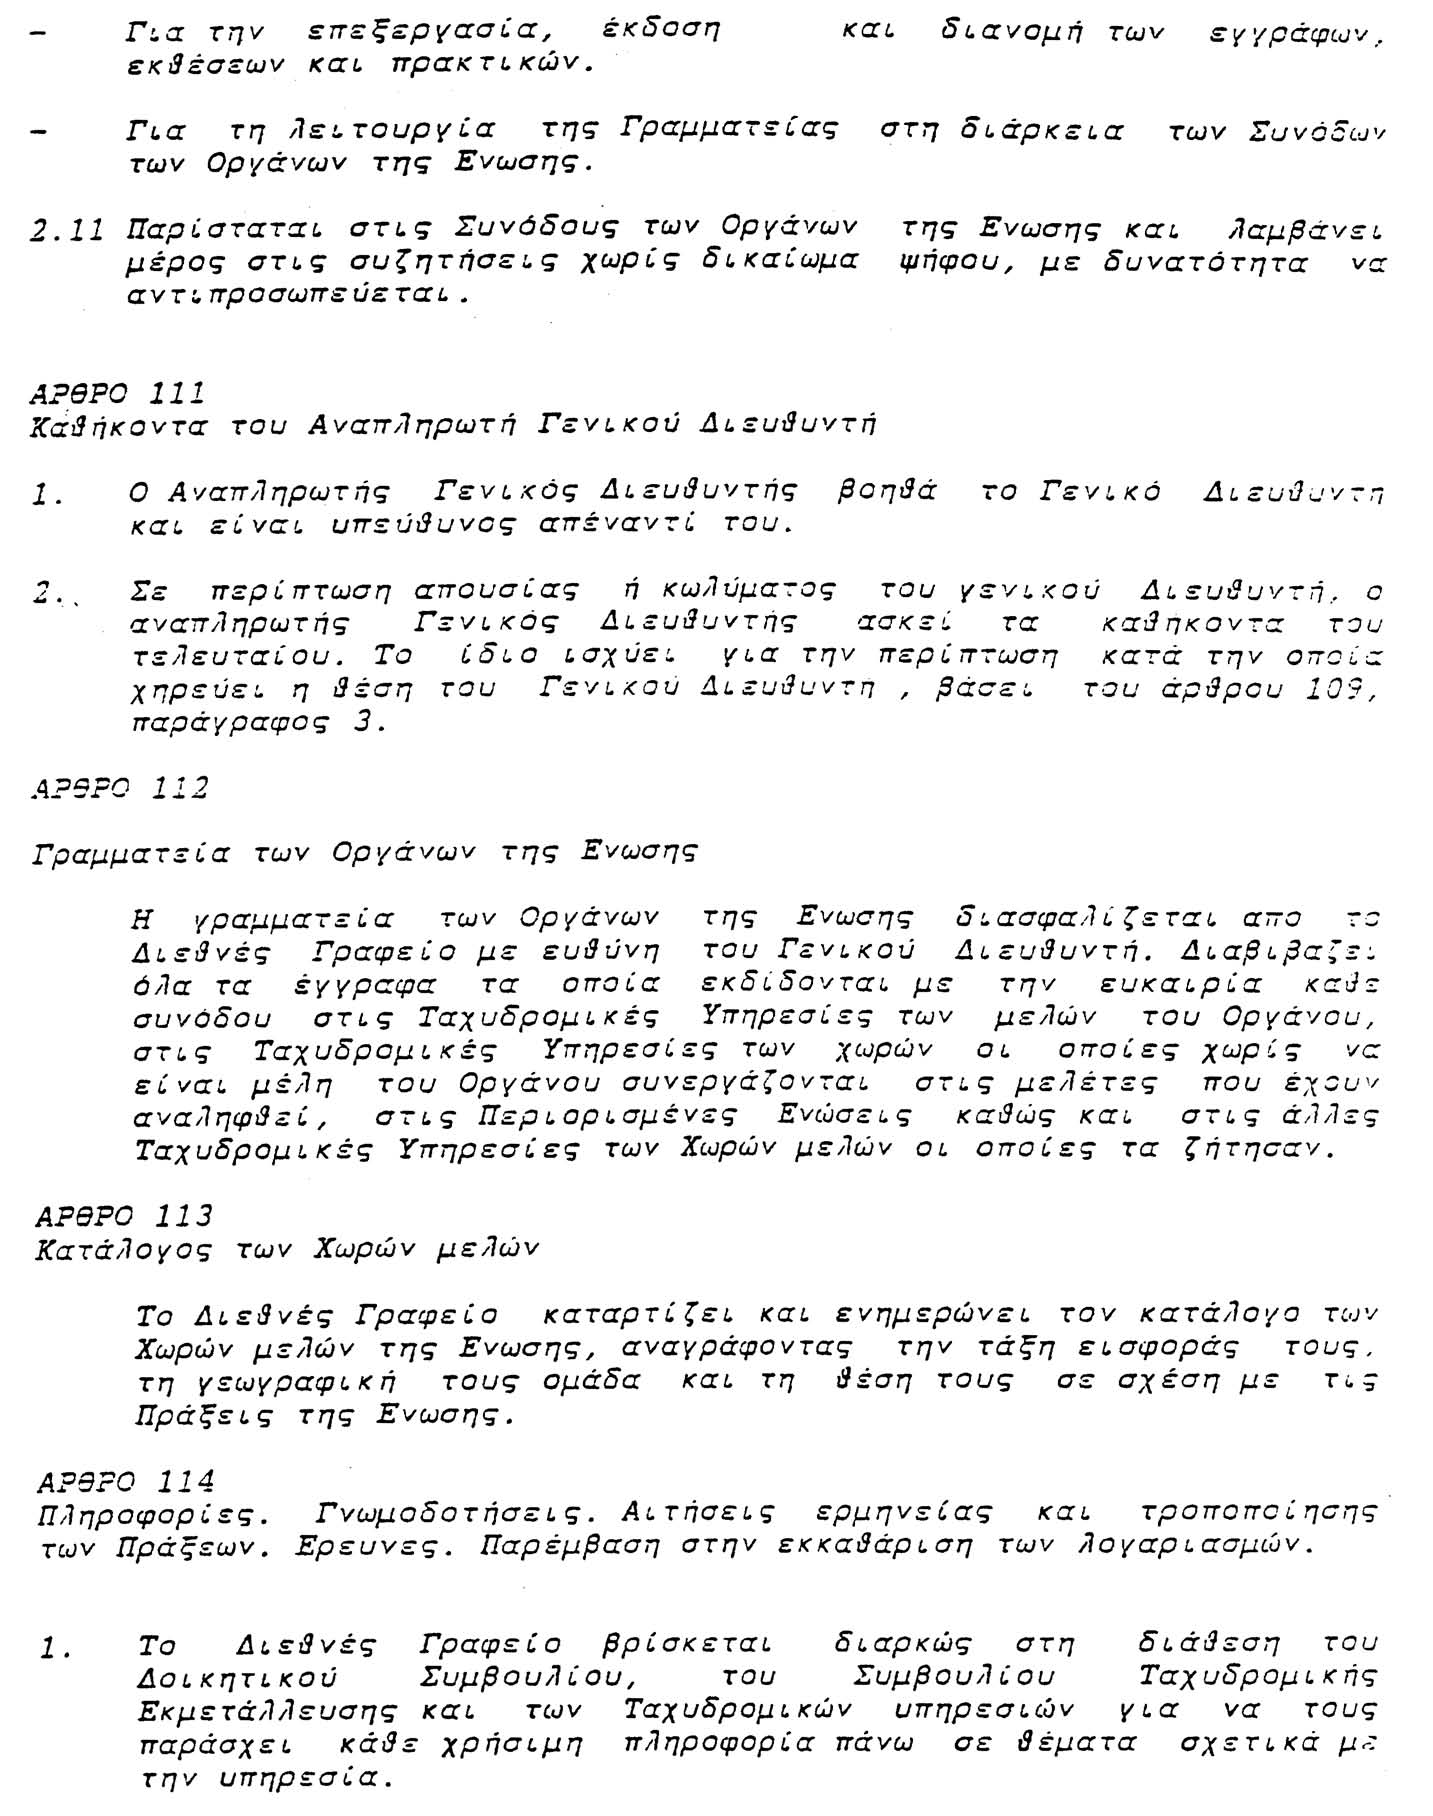 - Για την επεξεργασία, έκδοση και διανομή των εγγράφων,
εκθέσεων και πρακτικών.
- Για τη λειτουργία της Γραμματείας στη διάρκεια των Συνόδων
των Οργάνων της Ενωσης.
2.11 Παρίσταται στις Συνόδους των Οργάνων της Ενωσης και λαμβάνει
μέρος στις συζητήσεις χωρίς δικαίωμα ψήφου, με δυνατότητα να
αντιπροσωπεύεται.
ΑΡΘΡΟ 111
Καθήκοντα του Αναπληρωτή Γενικού Διευθυντή
1. Ο Αναπληρωτής Γενικός Διευθυντής βοηθά το Γενικό Διευθυντη
και είναι υπεύθυνος απέναντί του.
2. Σε περίπτωση απουσίας ή κωλύματος του γενικού Διευθυντή, ο
αναπληρωτής Γενικός Διευθυντής ασκεί τα καθήκοντα του
τελευταίου. Το ίδιο ισχύει για την περίπτωση κατά την οποία
χηρεύει η θέση του Γενικού Διευθυντη , βάσει του άρθρου 109,
παράγραφος 3.
ΑΡΘΡΟ 112
Γραμματεία των Οργάνων της Ενωσης
Η γραμματεία των Οργάνων της Ενωσης διασφαλίζεται απο το
Διεθνές Γραφείο με ευθύνη του Γενικού Διευθυντή. Διαβιβαζει
όλα τα έγγραφα τα οποία εκδίδονται με την ευκαιρία καθε
συνόδου στις Ταχυδρομικές Υπηρεσίες των μελών του Οργάνου,
στις Ταχυδρομικές Υπηρεσίες των χωρών οι οποίες χωρίς να
είναι μέλη του Οργάνου συνεργάζονται στις μελέτες που έχουν
αναληφθεί, στις Περιορισμένες Ενώσεις καθώς και στις άλλες
Ταχυδρομικές Υπηρεσίες των Χωρών μελών οι οποίες τα ζήτησαν.
ΑΡΘΡΟ 113
Κατάλογος των Χωρών μελών
Το Διεθνές Γραφείο καταρτίζει και ενημερώνει τον κατάλογο των
Χωρών μελών της Ενωσης, αναγράφοντας την τάξη εισφοράς τους,
τη γεωγραφική τους ομάδα και τη θέση τους σε σχέση με τις
Πράξεις της Ενωσης.
ΑΡΘΡΟ 114
Πληροφορίες. Γνωμοδοτήσεις. Αιτήσεις ερμηνείας και τροποποίησης
των Πράξεων. Ερευνες. Παρέμβαση στην εκκαθάριση των λογαριασμών.
1. Το Διεθνές Γραφείο βρίσκεται διαρκώς στη διάθεση του
Δοικητικού Συμβουλίου, του Συμβουλίου Ταχυδρομικής
Εκμετάλλευσης και των Ταχυδρομικών υπηρεσιών για να τους
παράσχει κάθε χρήσιμη πληροφορία πάνω σε θέματα σχετικά με
την υπηρεσία.